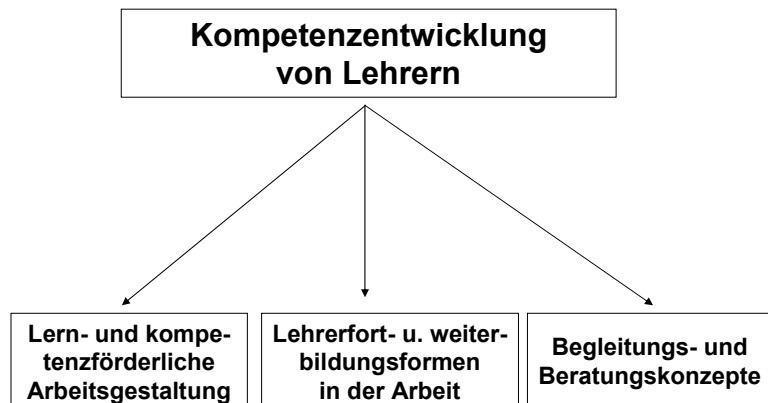 Kompetenzentwicklung
von Lehrern
Lern- und kompe-
tenzförderliche
Arbeitsgestaltung
Lehrerfort- u. weiter-
bildungsformen
in der Arbeit
Begleitungs- und
Beratungskonzepte